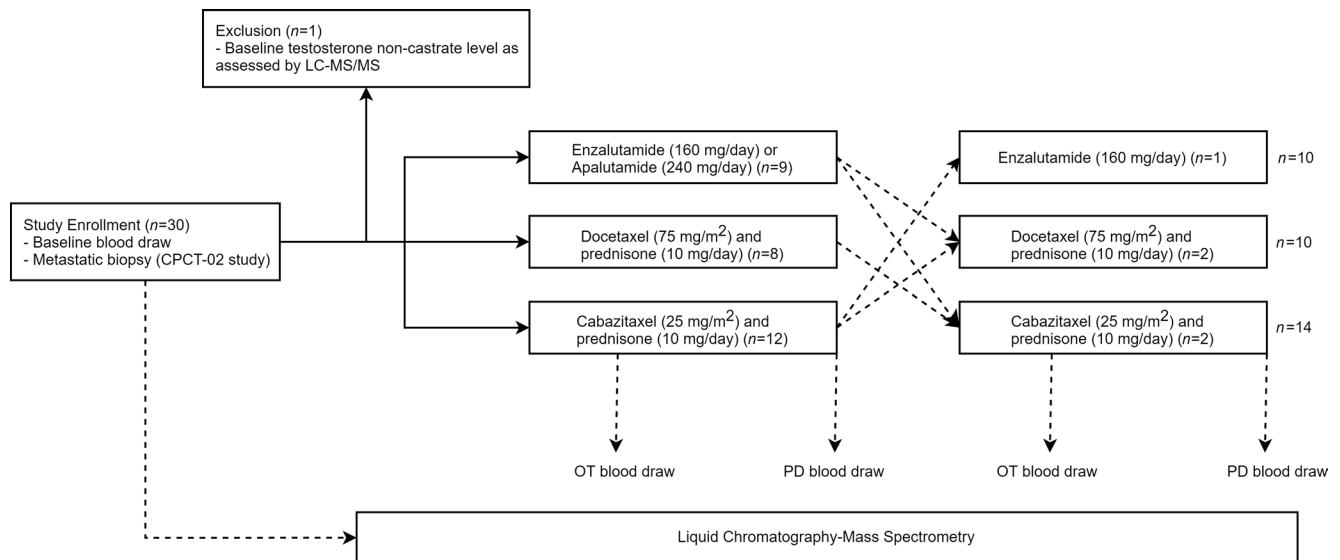 Exclusion (n=1)
- Baseline testosterone non-castrate level as
assessed by LC-MS/MS
Study Enrollment (n=30)
- Baseline blood draw
- Metastatic biopsy (CPCT-02 study)
Enzalutamide (160 mg/day) or
Apalutamide (240 mg/day) (n=9)
Docetaxel (75 mg/m²) and
prednisone (10 mg/day) (n=8)
Cabazitaxel (25 mg/m²) and
prednisone (10 mg/day) (n=12)
Enzalutamide (160 mg/day) (n=1)
n=10
Docetaxel (75 mg/m²) and
prednisone (10 mg/day) (n=2)
n=10
Cabazitaxel (25 mg/m²) and
prednisone (10 mg/day) (n=2)
n=14
OT blood draw
PD blood draw
OT blood draw
PD blood draw
Liquid Chromatography-Mass Spectrometry